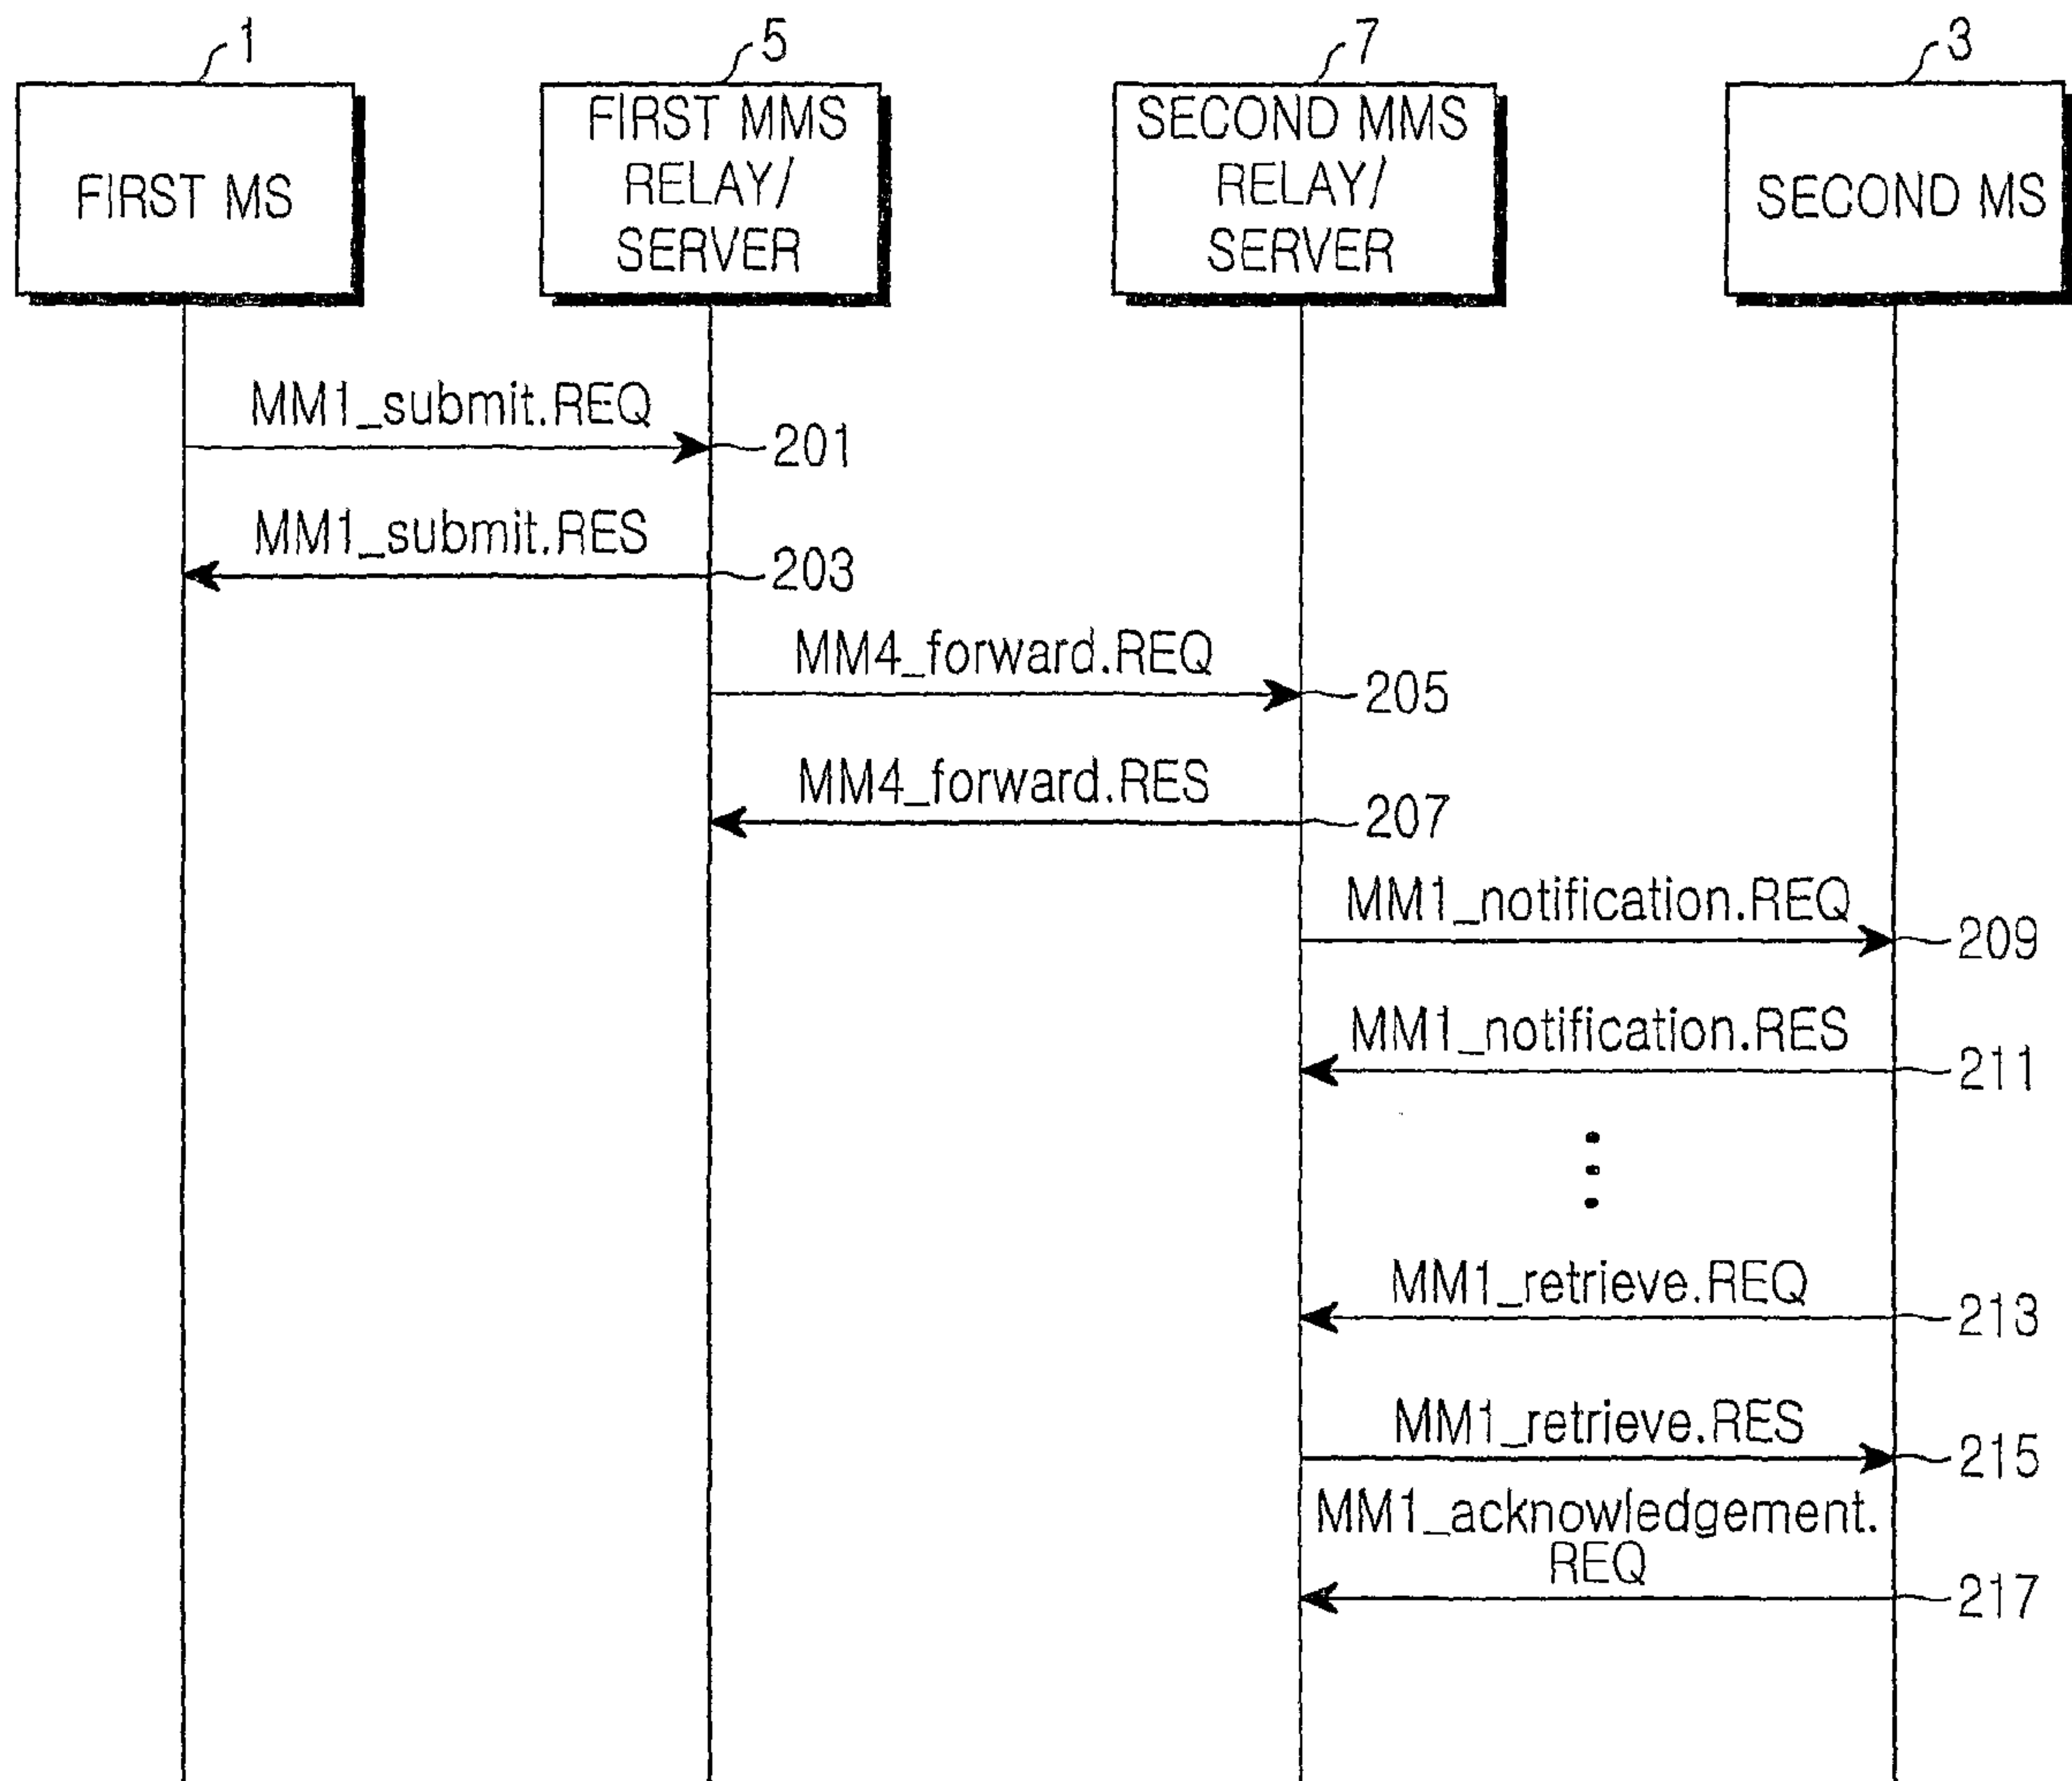 1
5
7
3
FIRST MS
FIRST MMS
RELAY/
SERVER
SECOND MMS
RELAY/
SERVER
SECOND MS
MM1_submit.REQ
201
MM1_submit.RES
203
MM4_forward.REQ
205
MM4_forward.RES
207
MM1_notification.REQ
209
MM1_notification.RES
211
MM1_retrieve.REQ
213
MM1_retrieve.RES
215
MM1_acknowledgement.
REQ
217